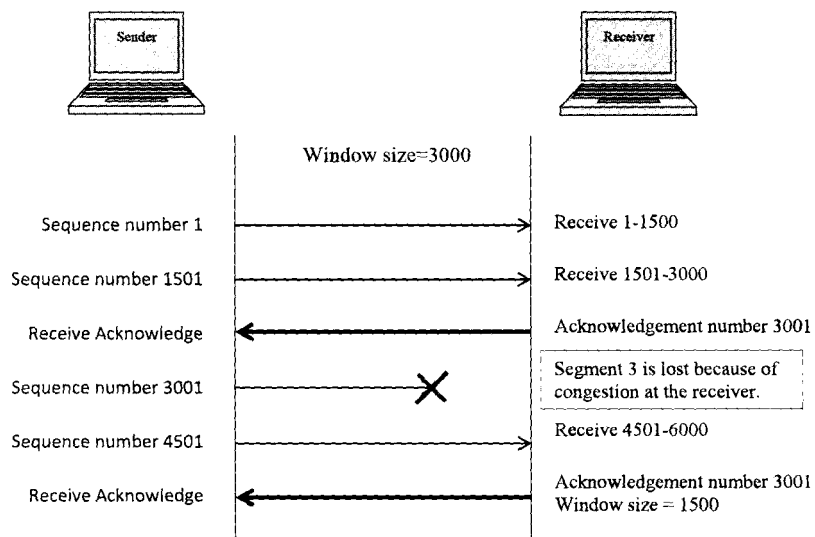 Sender
Receiver
Window size=3000
Sequence number 1
Receive 1-1500
Sequence number 1501
Receive 1501-3000
Receive Acknowledge
Acknowledgement number 3001
Sequence number 3001
Segment 3 is lost because of
congestion at the receiver.
Sequence number 4501
Receive 4501-6000
Receive Acknowledge
Acknowledgement number 3001
Window size = 1500